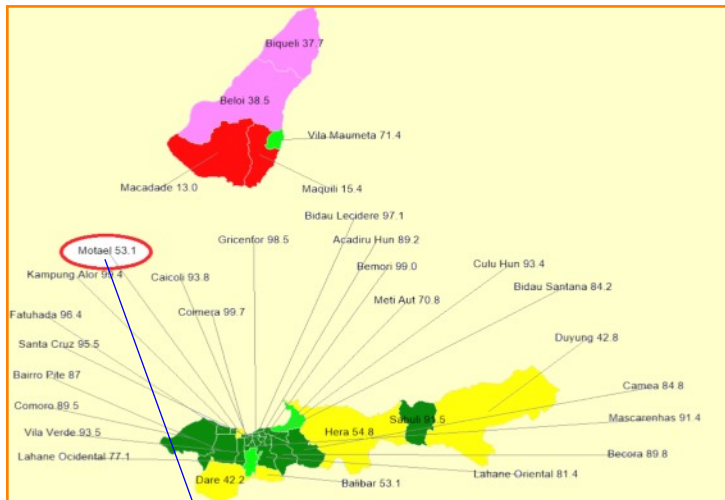 Biqueli 37.7
Beloi 38.5
Vila Maumeta 71.4
Macadade 13.0
Maquili 15.4
Bidau Lecidere 97.1
Gricenfor 98.5
Acadiru Hun 89.2
Motael 53.1
Bemori 99.0
Culu Hun 93.4
Kampung Alor 99.4
Caicoli 93.8
Bidau Santana 84.2
Meti Aut 70.8
Coimera 99.7
Fatuhada 96.4
Duyung 42.8
Santa Cruz 95.5
Bairro Pite 87
Camea 84.8
Comoro 89.5
Sabuli 91.5
Mascarenhas 91.4
Vila Verde 93.5
Hera 54.8
Lahane Ocidental 77.1
Becora 89.8
Lahane Oriental 81.4
Dare 42.2
Balibar 53.1